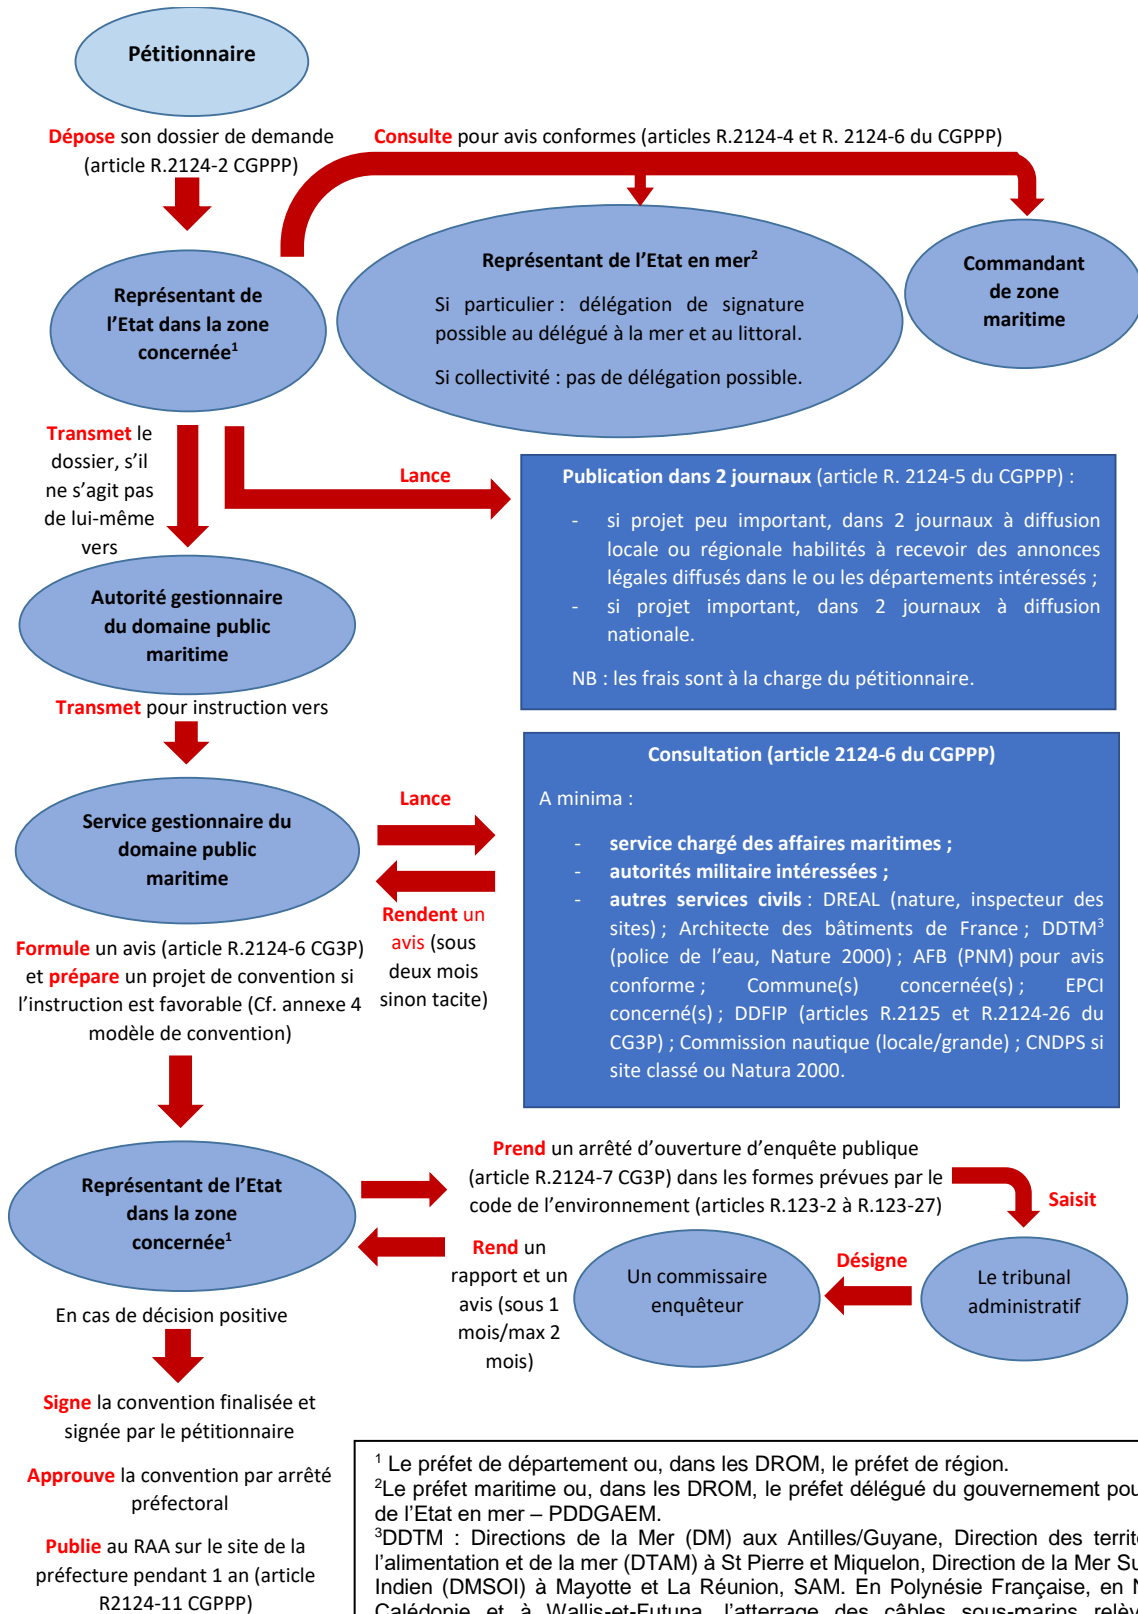 Pétitionnaire
Dépose son dossier de demande
(article R.2124-2 CGPPP)
Consulte pour avis conformes (articles R.2124-4 et R. 2124-6 du CGPPP)
Représentant de
l’Etat dans la zone
concernée1
Représentant de l’Etat en mer2
Si particulier : délégation de signature
possible au délégué à la mer et au littoral.
Si collectivité : pas de délégation possible.
Commandant
de zone
maritime
Transmet le
dossier, s’il
ne s’agit pas
de lui-même
vers
Lance
Publication dans 2 journaux (article R. 2124-5 du CGPPP) :
- si projet peu important, dans 2 journaux à diffusion
locale ou régionale habilités à recevoir des annonces
légales diffusés dans le ou les départements intéressés ;
- si projet important, dans 2 journaux à diffusion
nationale.
NB : les frais sont à la charge du pétitionnaire.
Autorité gestionnaire
du domaine public
maritime
Transmet pour instruction vers
Service gestionnaire du
domaine public
maritime
Lance
Rendent un
avis (sous
deux mois
sinon tacite)
Consultation (article 2124-6 du CGPPP)
A minima :
- service chargé des affaires maritimes ;
- autorités militaire intéressées ;
- autres services civils : DREAL (nature, inspecteur des
sites) ; Architecte des bâtiments de France ; DDTM3
(police de l’eau, Nature 2000) ; AFB (PNM) pour avis
conforme ; Commune(s) concernée(s) ; EPCI
concerné(s) ; DDFIP (articles R.2125 et R.2124-26 du
CG3P) ; Commission nautique (locale/grande) ; CNDPS si
site classé ou Natura 2000.
Formule un avis (article R.2124-6 CG3P)
et prépare un projet de convention si
l’instruction est favorable (Cf. annexe 4
modèle de convention)
Représentant de l’Etat
dans la zone
concernée1
Prend un arrêté d’ouverture d’enquête publique
(article R.2124-7 CG3P) dans les formes prévues par le
code de l’environnement (articles R.123-2 à R.123-27)
Saisit
Le tribunal
administratif
Désigne
Un commissaire
enquêteur
Rend un
rapport et un
avis (sous 1
mois/max 2
mois)
En cas de décision positive
Signe la convention finalisée et
signée par le pétitionnaire
Approuve la convention par arrêté
préfectoral
Publie au RAA sur le site de la
préfecture pendant 1 an (article
R2124-11 CGPPP)
1 Le préfet de département ou, dans les DROM, le préfet de région.
2Le préfet maritime ou, dans les DROM, le préfet délégué du gouvernement pou
de l’Etat en mer – PDDGAEM.
3DDTM : Directions de la Mer (DM) aux Antilles/Guyane, Direction des territo
l’alimentation et de la mer (DTAM) à St Pierre et Miquelon, Direction de la Mer Su
Indien (DMSOI) à Mayotte et La Réunion, SAM. En Polynésie Française, en N
Calédonie et à Wallis-et-Futuna, l’atterrage des câbles sous-marins relèv